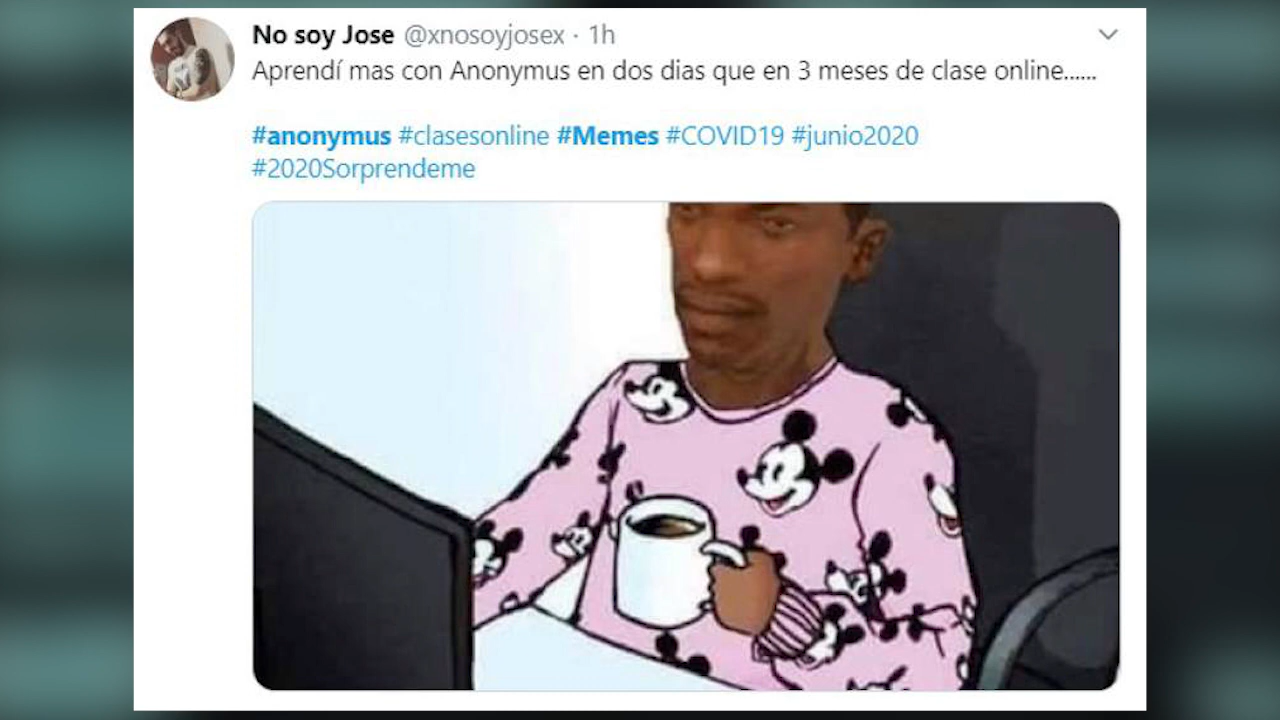 No soy Jose @xnosoyjosex · 1h
Aprendí mas con Anonymus en dos dias que en 3 meses de clase online......
#anonymus #clasesonline #Memes #COVID19 #junio2020
#2020Sorprendeme